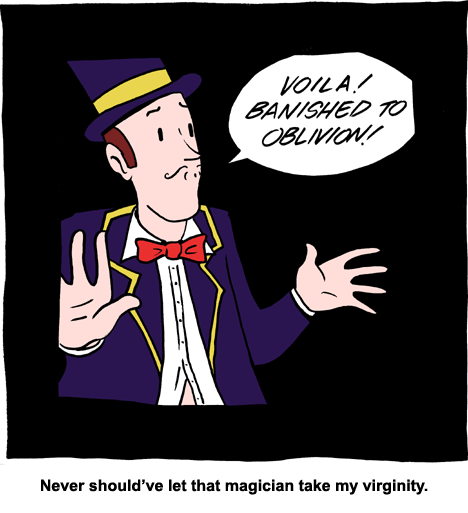 VOILA!
BANISHED TO
OBLIVION!
Never should've let that magician take my virginity.